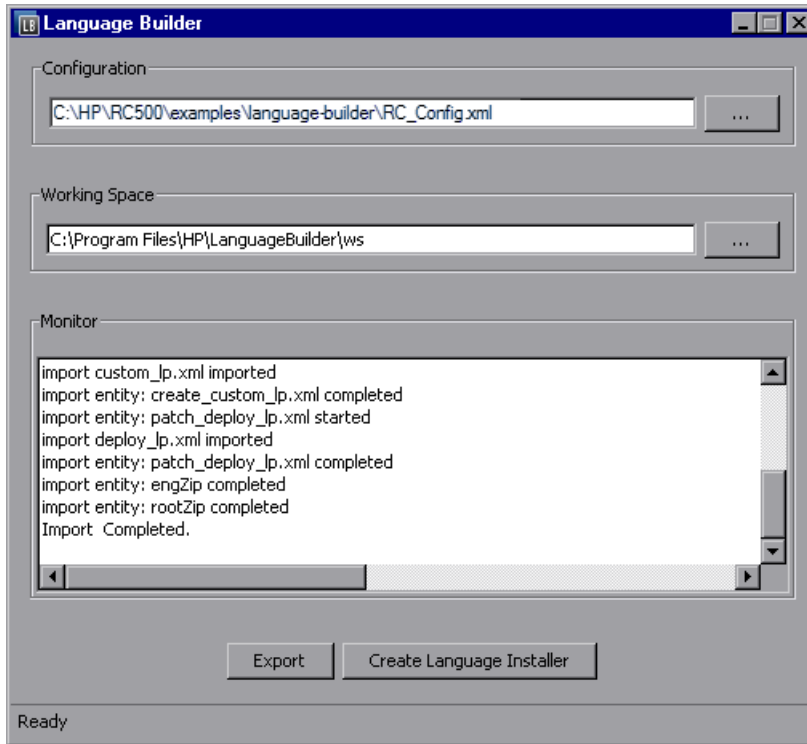 LB Language Builder
Configuration
C:\HP\RC500\examples\language-builder\RC_Config.xml
...
Working Space
C:\Program Files\HP\LanguageBuilder\ws
...
Monitor
import custom_lp.xml imported
import entity: create_custom_lp.xml completed
import entity: patch_deploy_lp.xml started
import deploy_lp.xml imported
import entity: patch_deploy_lp.xml completed
import entity: engZip completed
import entity: rootZip completed
Import  Completed.
Export
Create Language Installer
Ready